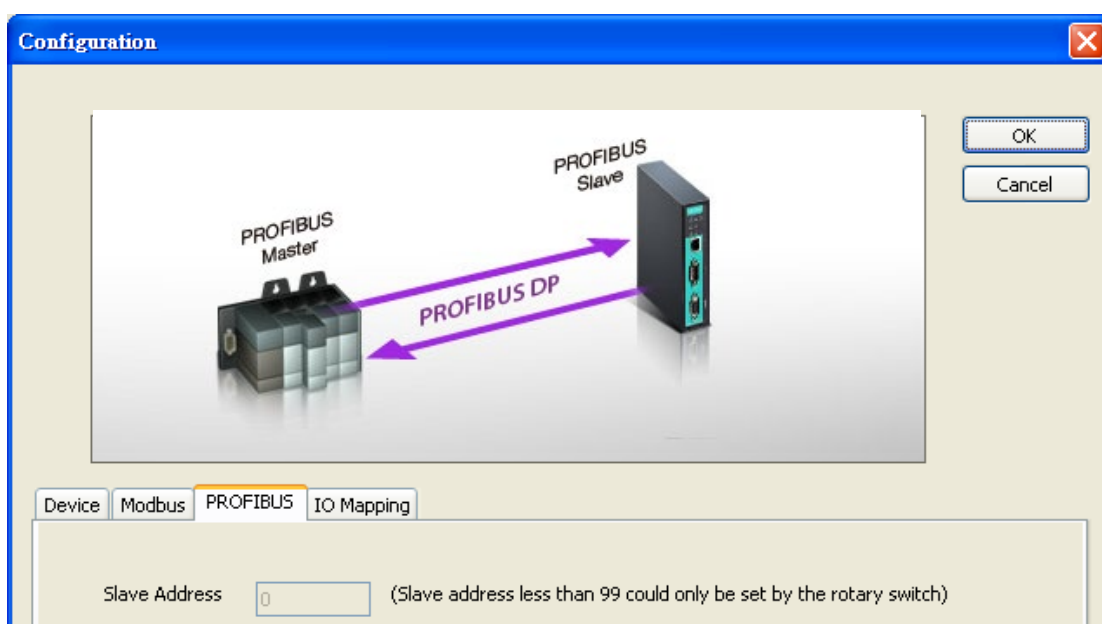 Configuration
OK
Cancel
PROFIBUS
Slave
PROFIBUS
Master
PROFIBUS DP
Device Modbus PROFIBUS IO Mapping
Slave Address 0 (Slave address less than 99 could only be set by the rotary switch)